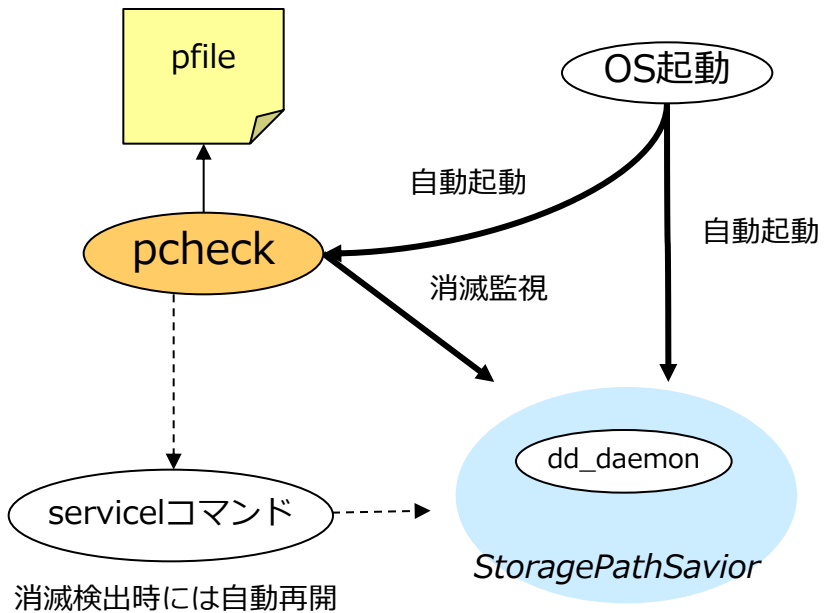 pfile
OS起動
自動起動
自動起動
pcheck
消滅監視
dd_daemon
servicelコマンド
StoragePathSavior
消滅検出時には自動再開